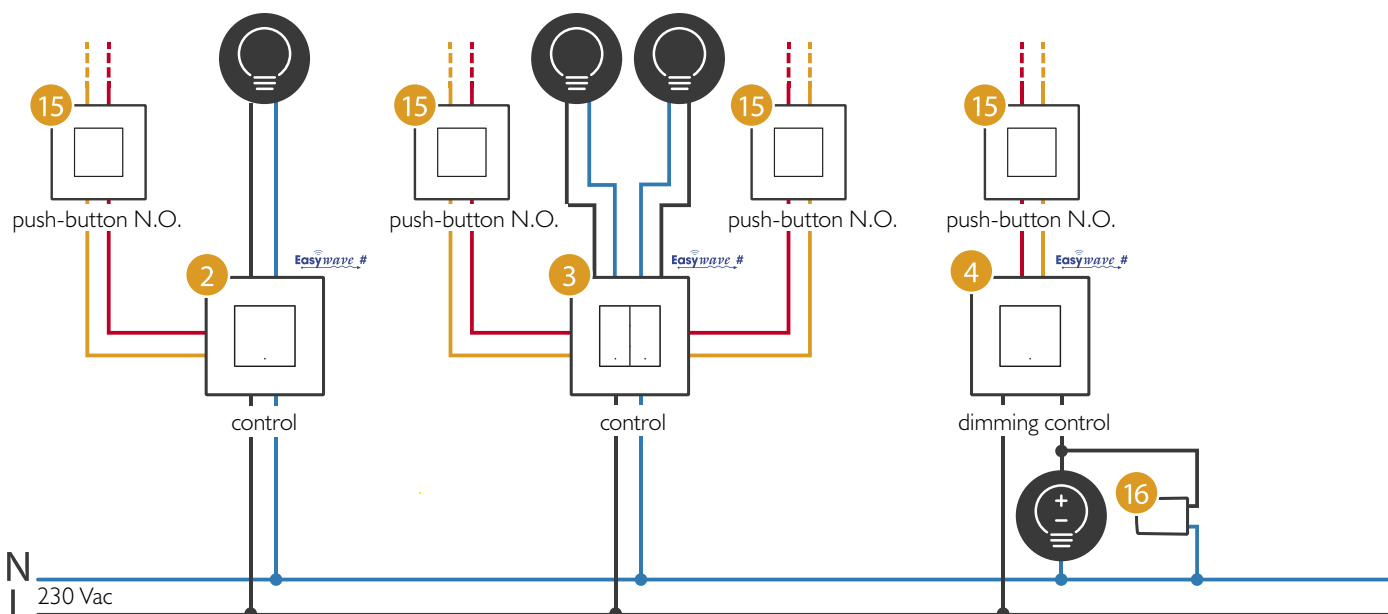 15
15
15
15
push-button N.O.
push-button N.O.
push-button N.O.
push-button N.O.
Easywave #
Easywave #
Easywave #
2
3
4
control
control
dimming control
+
-
16
N
230 Vac
L